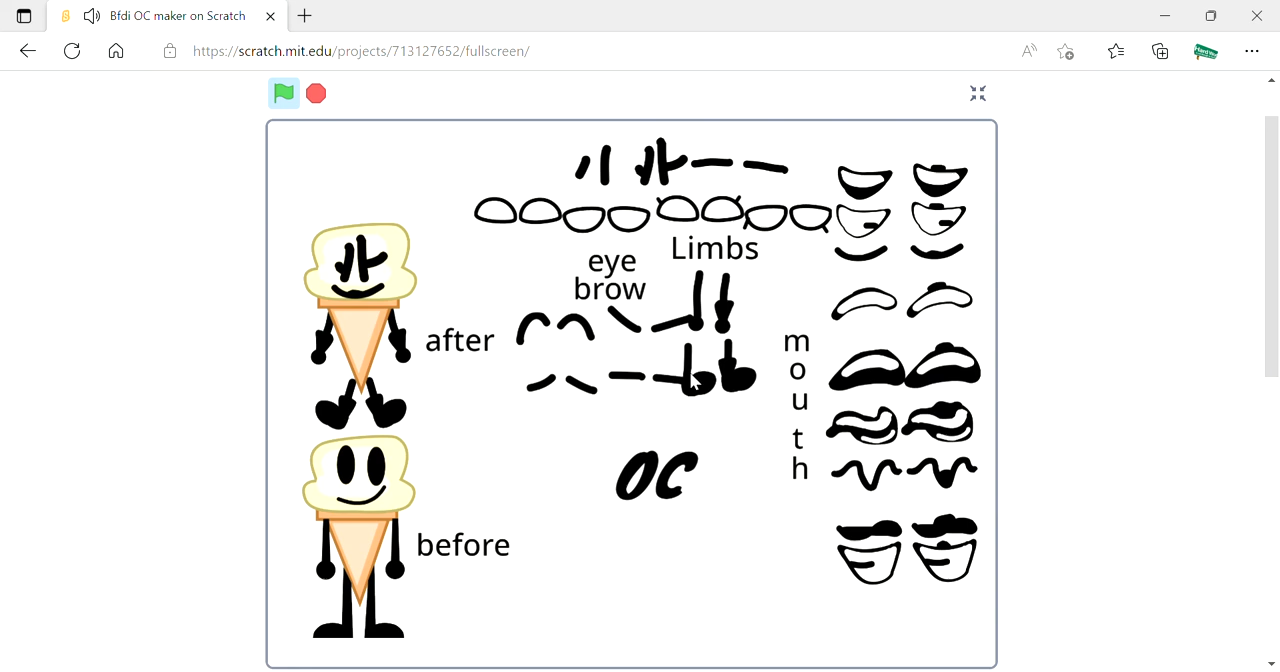 Bfdi OC maker on Scratch
https://scratch.mit.edu/projects/713127652/fullscreen/
Limbs
eye
brow
after
m
o
u
t
h
OC
before